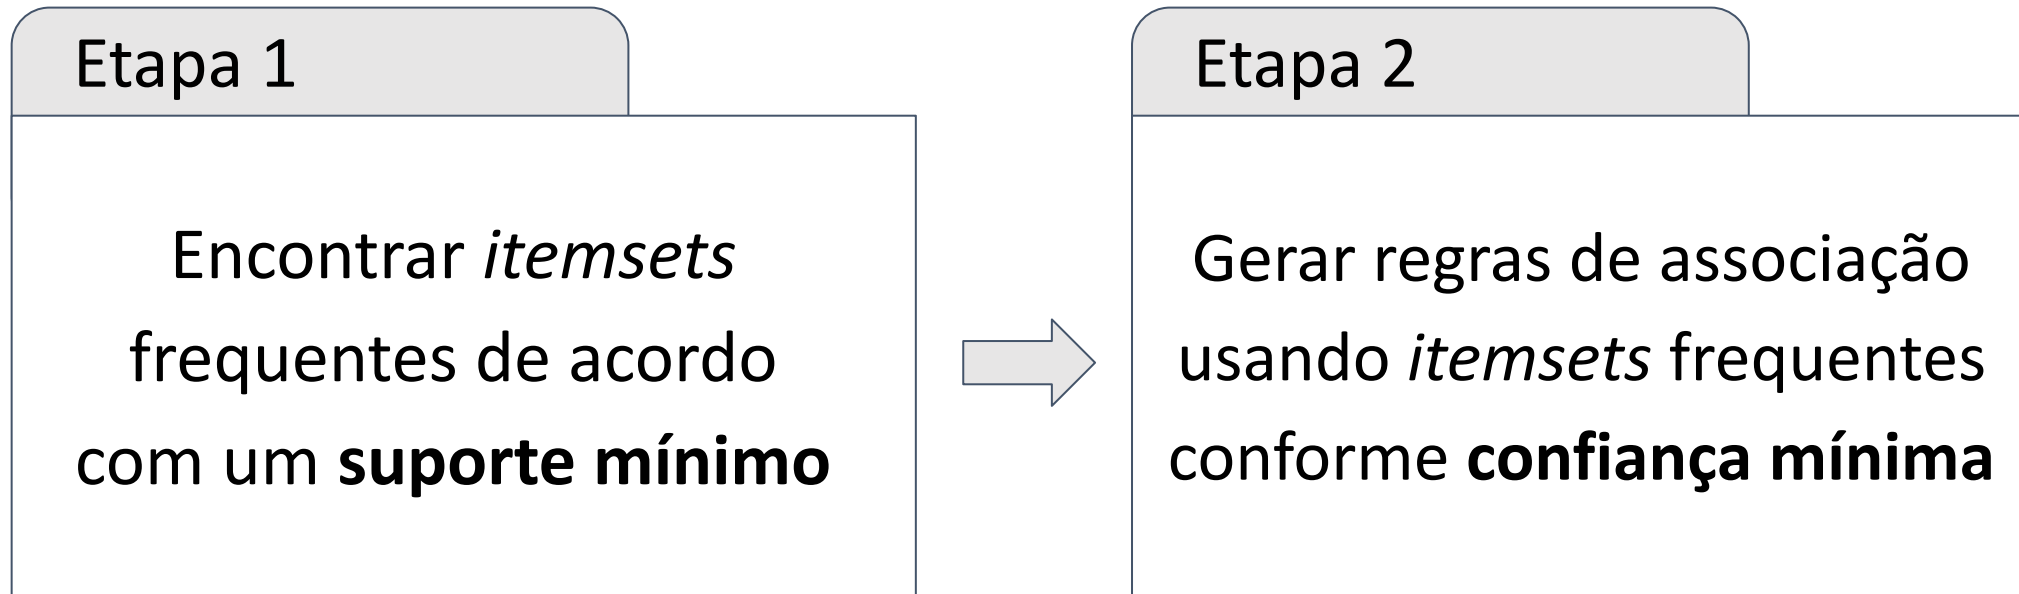 Etapa 1
Encontrar itemsets
frequentes de acordo
com um suporte mínimo
Etapa 2
Gerar regras de associação
usando itemsets frequentes
conforme confiança mínima